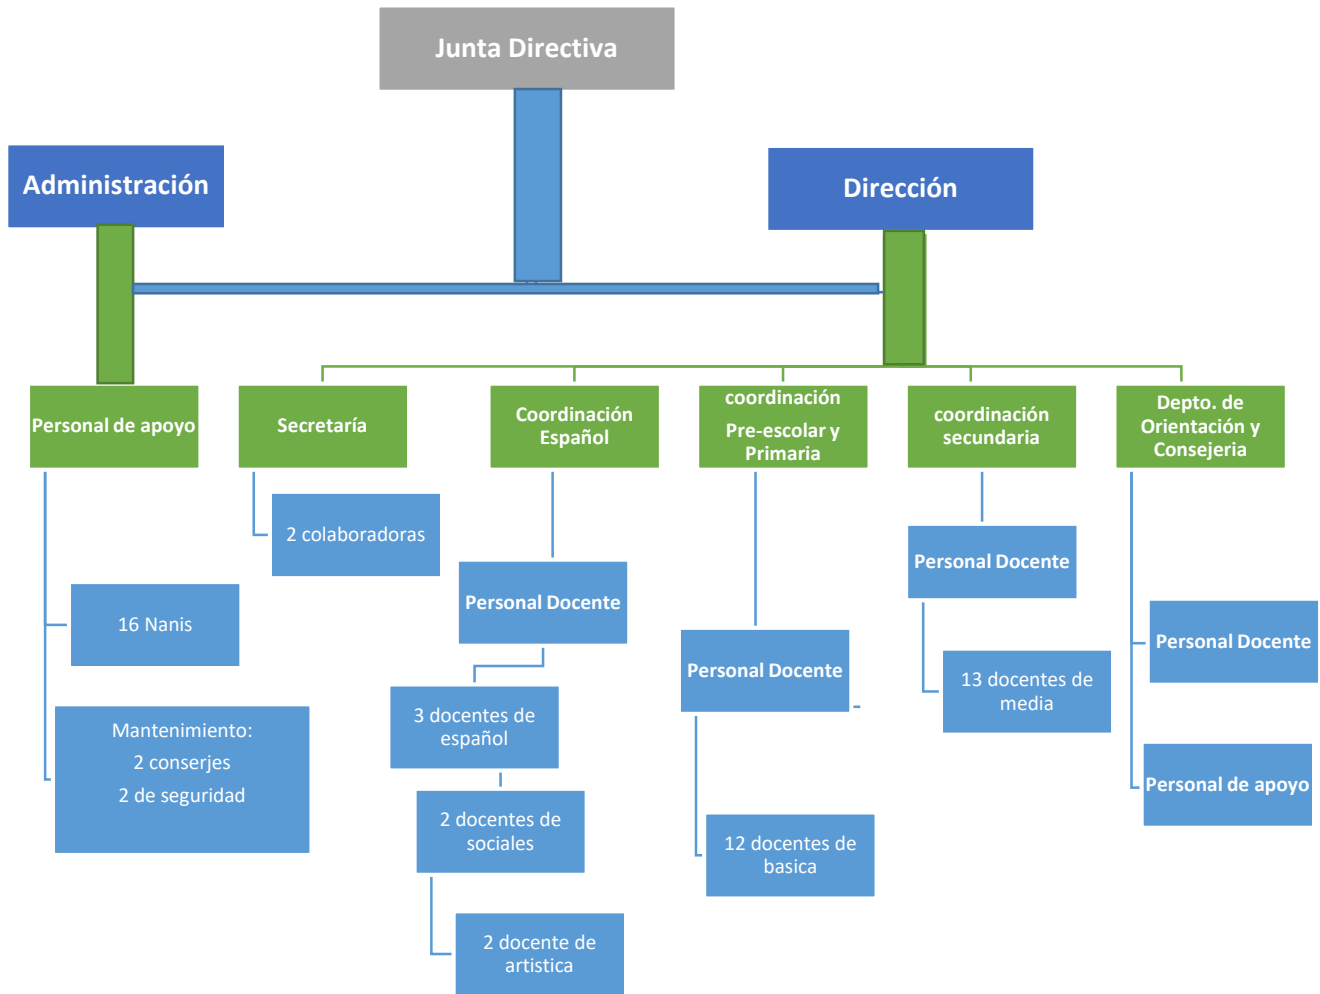 Junta Directiva
Administración
Dirección
Personal de apoyo
Secretaría
Coordinación
Español
coordinación
Pre-escolar y
Primaria
coordinación
secundaria
Depto. de
Orientación y
Consejeria
2 colaboradoras
16 Nanis
Mantenimiento:
2 conserjes
2 de seguridad
Personal Docente
3 docentes de
español
2 docentes de
sociales
2 docente de
artistica
Personal Docente
12 docentes de
basica
Personal Docente
13 docentes de
media
Personal Docente
Personal de apoyo